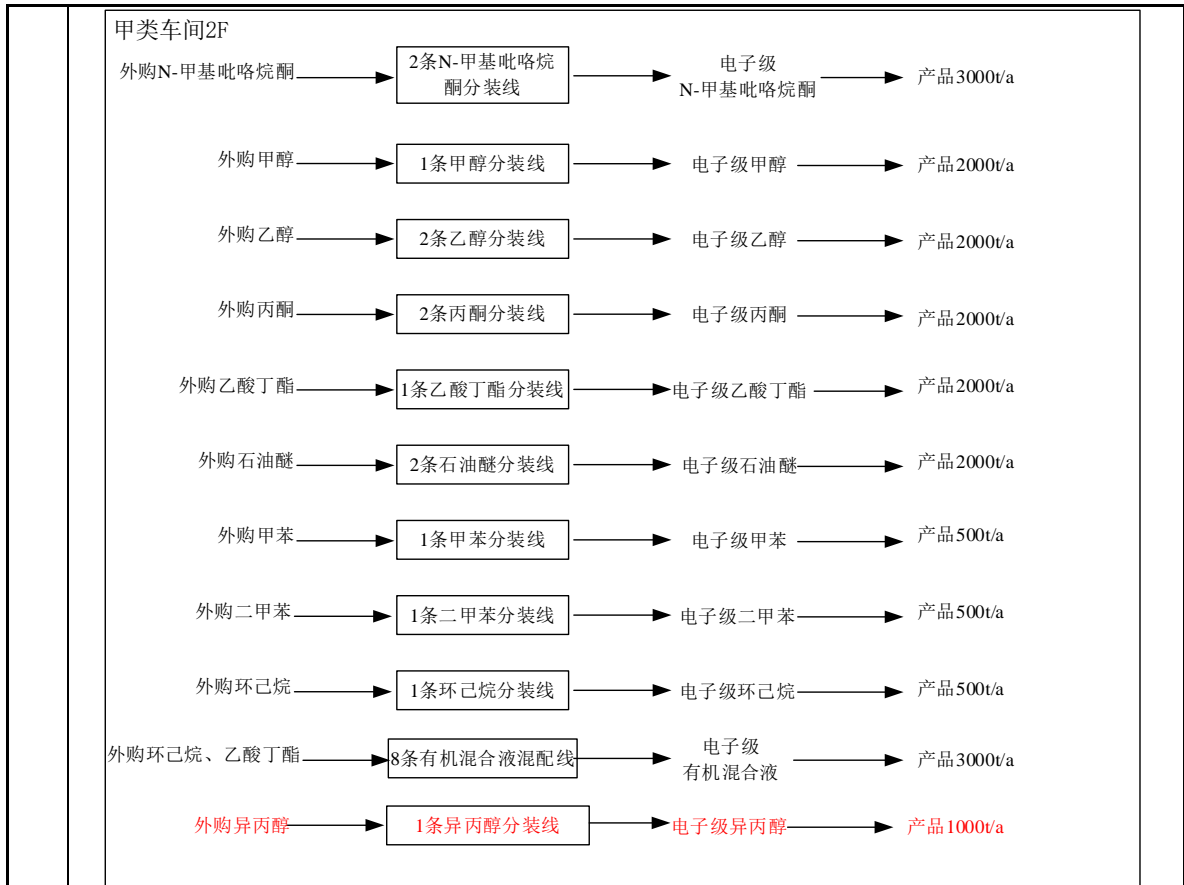 甲类车间2F
外购N-甲基吡咯烷酮
2条N-甲基吡咯烷
酮分装线
电子级
N-甲基吡咯烷酮
产品3000t/a
外购甲醇
1条甲醇分装线
电子级甲醇
产品2000t/a
外购乙醇
2条乙醇分装线
电子级乙醇
产品2000t/a
外购丙酮
2条丙酮分装线
电子级丙酮
产品2000t/a
外购乙酸丁酯
1条乙酸丁酯分装线
电子级乙酸丁酯
产品2000t/a
外购石油醚
2条石油醚分装线
电子级石油醚
产品2000t/a
外购甲苯
1条甲苯分装线
电子级甲苯
产品500t/a
外购二甲苯
1条二甲苯分装线
电子级二甲苯
产品500t/a
外购环己烷
1条环己烷分装线
电子级环己烷
产品500t/a
外购环己烷、乙酸丁酯
8条有机混合液混配线
电子级
有机混合液
产品3000t/a
外购异丙醇
1条异丙醇分装线
电子级异丙醇
产品1000t/a